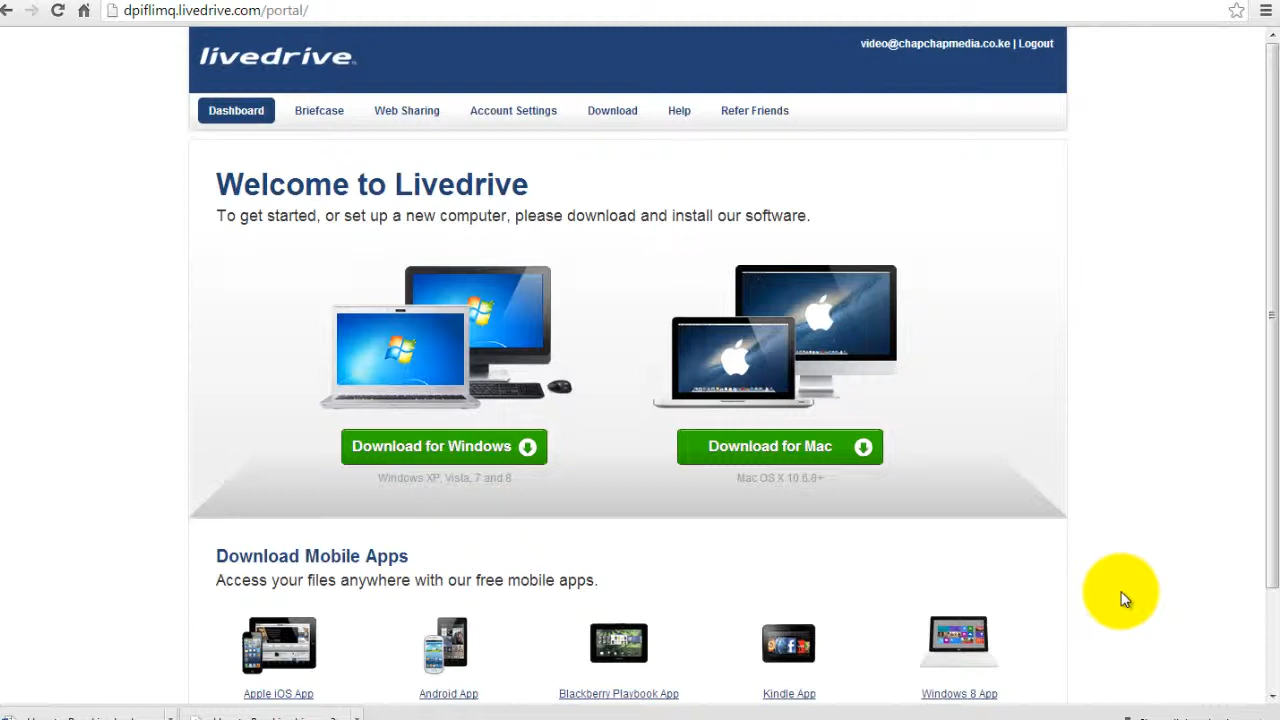 dpiflimq.livedrive.com/portal/
livedrive
video@chapchapmedia.co.ke | Logout
Dashboard Briefcase Web Sharing Account Settings Download Help Refer Friends
Welcome to Livedrive
To get started, or set up a new computer, please download and install our software.
Download for Windows Download for Mac
Windows XP, Vista, 7 and 8 Mac OS X 10.6.8+
Download Mobile Apps
Access your files anywhere with our free mobile apps.
Apple iOS App Android App Blackberry Playbook App Kindle App Windows 8 App